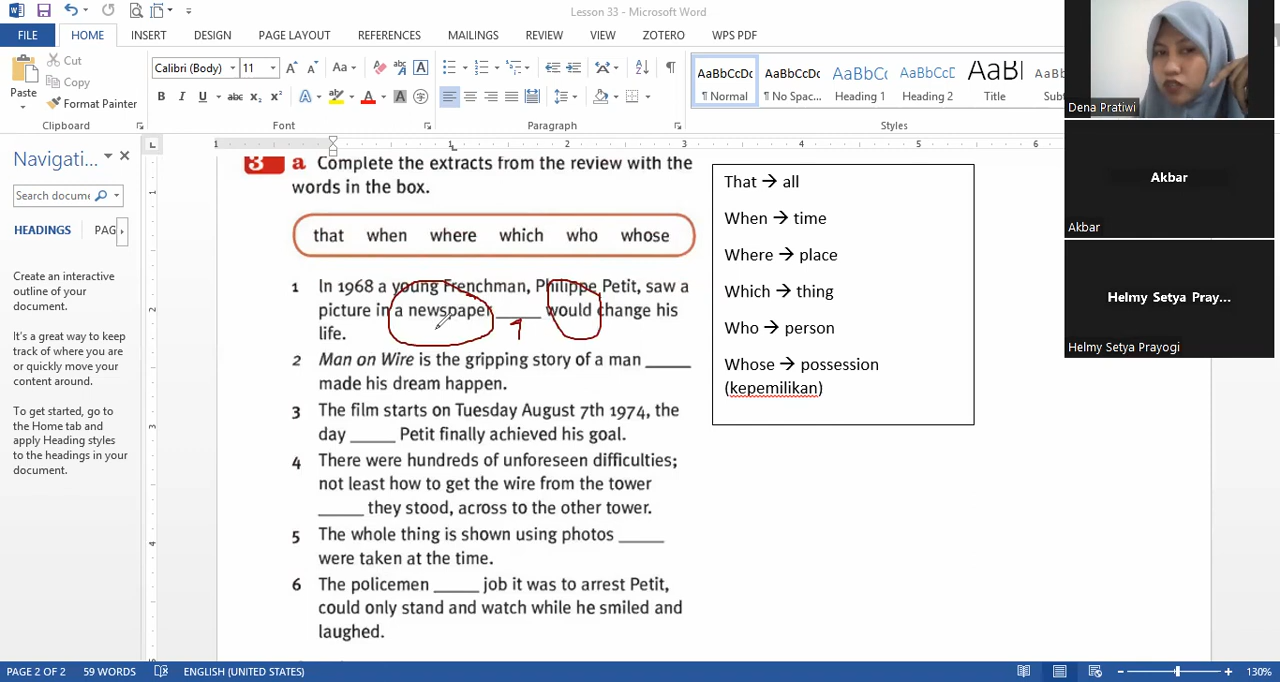 Lesson 33 - Microsoft Word
FILE HOME INSERT DESIGN PAGE LAYOUT REFERENCES MAILINGS REVIEW VIEW ZOTERO WPS PDF
Paste
Cut
Copy
Format Painter
Clipboard
Calibri (Body) 11
Font
Paragraph
AaBbCcDc AaBbCcDc AaBbCc AaBbCcD AaBI AaBb
¶ Normal ¶ No Spac... Heading 1 Heading 2 Title Subt
Styles
Dena Pratiwi
Akbar
Akbar
Helmy Setya Pray...
Helmy Setya Prayogi
Navigati...
Search docume
HEADINGS PAG
Create an interactive
outline of your
document.
It's a great way to keep
track of where you are
or quickly move your
content around.
To get started, go to
the Home tab and
apply Heading styles
to the headings in your
document.
3 a Complete the extracts from the review with the
words in the box.
that when where which who whose
1 In 1968 a young Frenchman, Philippe Petit, saw a
picture in a newspaper _____ would change his
life.
2 Man on Wire is the gripping story of a man _____
made his dream happen.
3 The film starts on Tuesday August 7th 1974, the
day _____ Petit finally achieved his goal.
4 There were hundreds of unforeseen difficulties;
not least how to get the wire from the tower
_____ they stood, across to the other tower.
5 The whole thing is shown using photos _____
were taken at the time.
6 The policemen _____ job it was to arrest Petit,
could only stand and watch while he smiled and
laughed.
That → all
When → time
Where → place
Which → thing
Who → person
Whose → possession
(kepemilikan)
PAGE 2 OF 2 59 WORDS ENGLISH (UNITED STATES) 130%